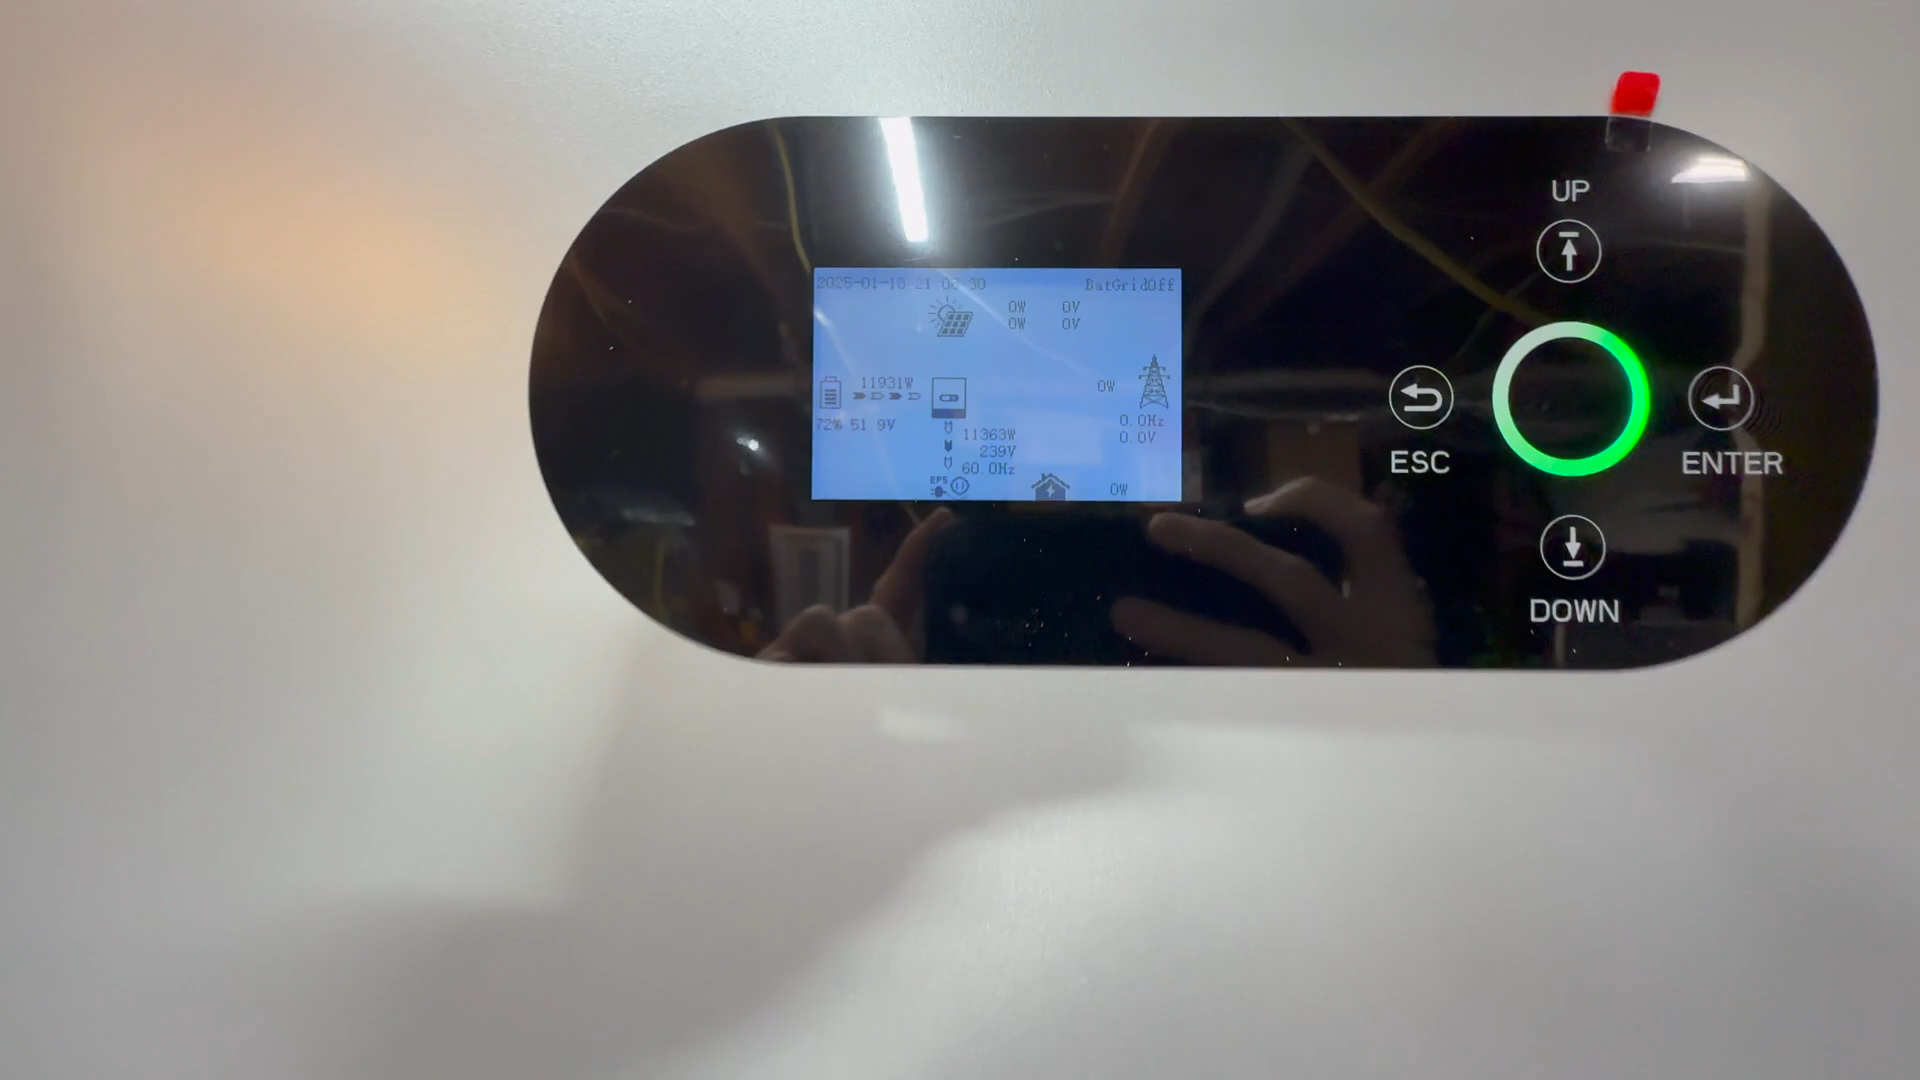 2025-01-16 21 08 30 BatGridOff
0W 0V
0W 0V
11931W
0W
72% 51.9V
0.0Hz
0.0V
11363W
239V
60.0Hz
EPS
0W
UP
ESC
ENTER
DOWN